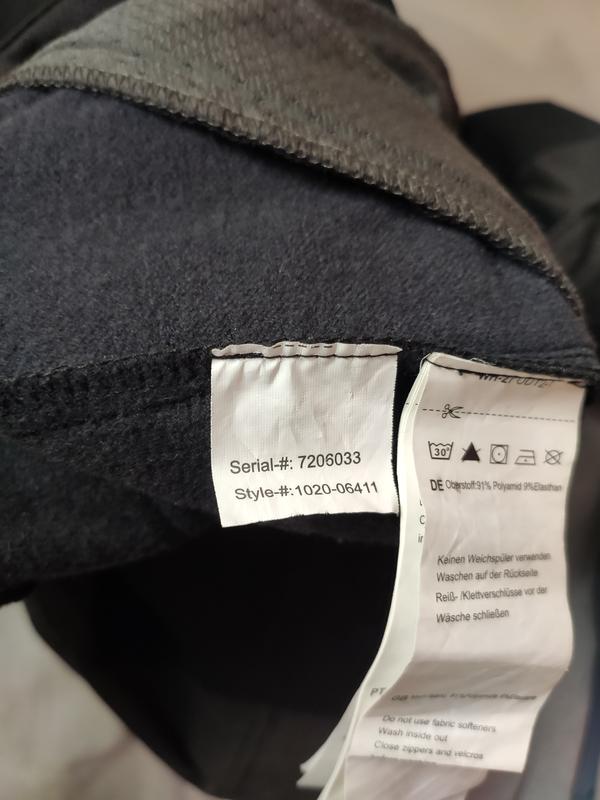 Serial-#: 7206033
Style-#:1020-06411
30°
DE Oberstoff:91% Polyamid 9%Elasthan
Keinen Weichspüler verwenden
Waschen auf der Rückseite
Reiß- /Klettverschlüsse vor der
Wäsche schließen
PT
Do not use fabric softeners
Wash inside out
Close zippers and velcros